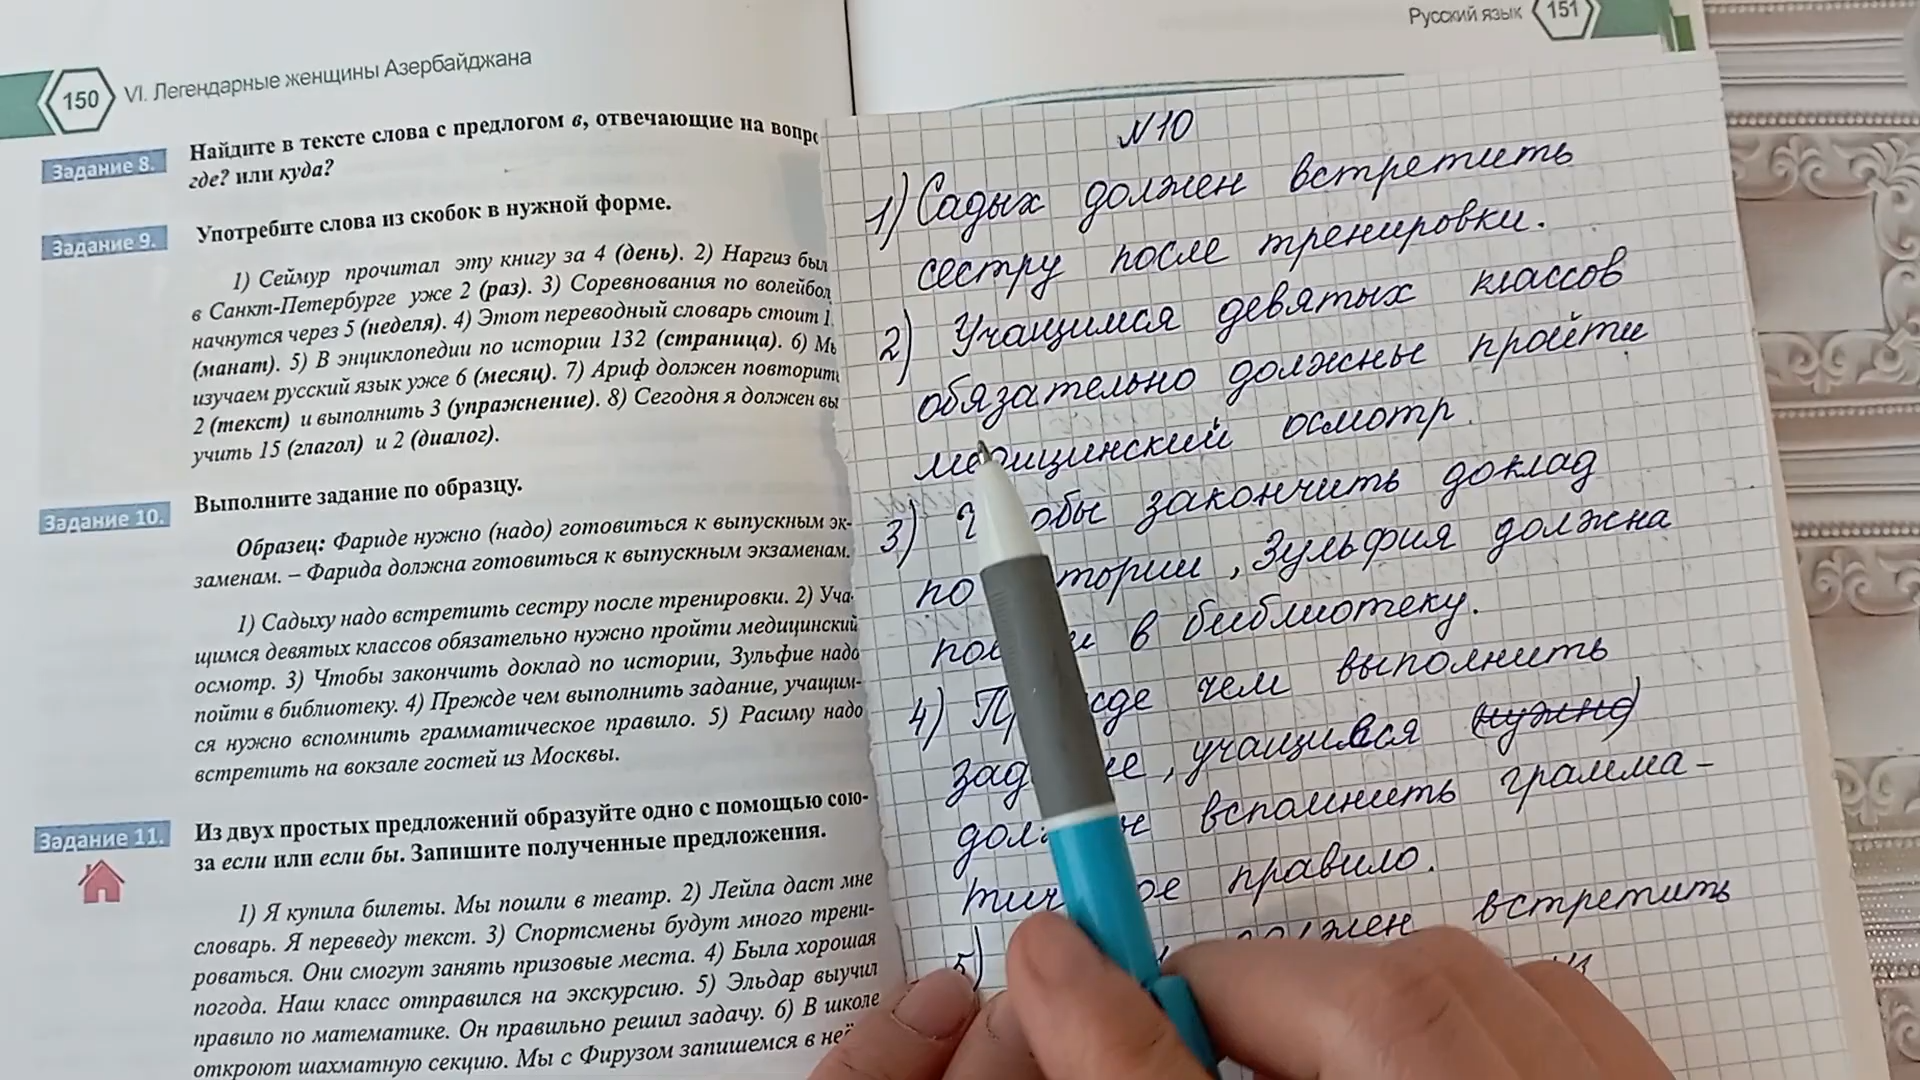 150 VI. Легендарные женщины Азербайджана
Задание 8. Найдите в тексте слова с предлогом в, отвечающие на вопро
где? или куда?
Задание 9. Употребите слова из скобок в нужной форме.
1) Сеймур прочитал эту книгу за 4 (день). 2) Наргиз был
в Санкт-Петербурге уже 2 (раз). 3) Соревнования по волейбол
начнутся через 5 (неделя). 4) Этот переводный словарь стоит 1
(манат). 5) В энциклопедии по истории 132 (страница). 6) Мы
изучаем русский язык уже 6 (месяц). 7) Ариф должен повторить
2 (текст) и выполнить 3 (упражнение). 8) Сегодня я должен вы
учить 15 (глагол) и 2 (диалог).
Задание 10. Выполните задание по образцу.
Образец: Фариде нужно (надо) готовиться к выпускным эк-
заменам. – Фарида должна готовиться к выпускным экзаменам.
1) Садыху надо встретить сестру после тренировки. 2) Уча-
щимся девятых классов обязательно нужно пройти медицинский
осмотр. 3) Чтобы закончить доклад по истории, Зульфие надо
пойти в библиотеку. 4) Прежде чем выполнить задание, учащим-
ся нужно вспомнить грамматическое правило. 5) Расиму надо
встретить на вокзале гостей из Москвы.
Задание 11. Из двух простых предложений образуйте одно с помощью сою-
за если или если бы. Запишите полученные предложения.
1) Я купила билеты. Мы пошли в театр. 2) Лейла даст мне
словарь. Я переведу текст. 3) Спортсмены будут много трени-
роваться. Они смогут занять призовые места. 4) Была хорошая
погода. Наш класс отправился на экскурсию. 5) Эльдар выучил
правило по математике. Он правильно решил задачу. 6) В школе
откроют шахматную секцию. Мы с Фирузом запишемся в неё
Русский язык 151
N10
1) Садых должен встретить
сестру после тренировки.
2) Учащимся девятых классов
обязательно должны пройти
медицинский осмотр.
3) Чтобы закончить доклад
по тории, Зульфия должна
в библиотеку.
4) Прежде чем выполнить
зад ие, учащиеся (нужно)
вспомнить грамма-
тич ое правило.
5) должен встретить